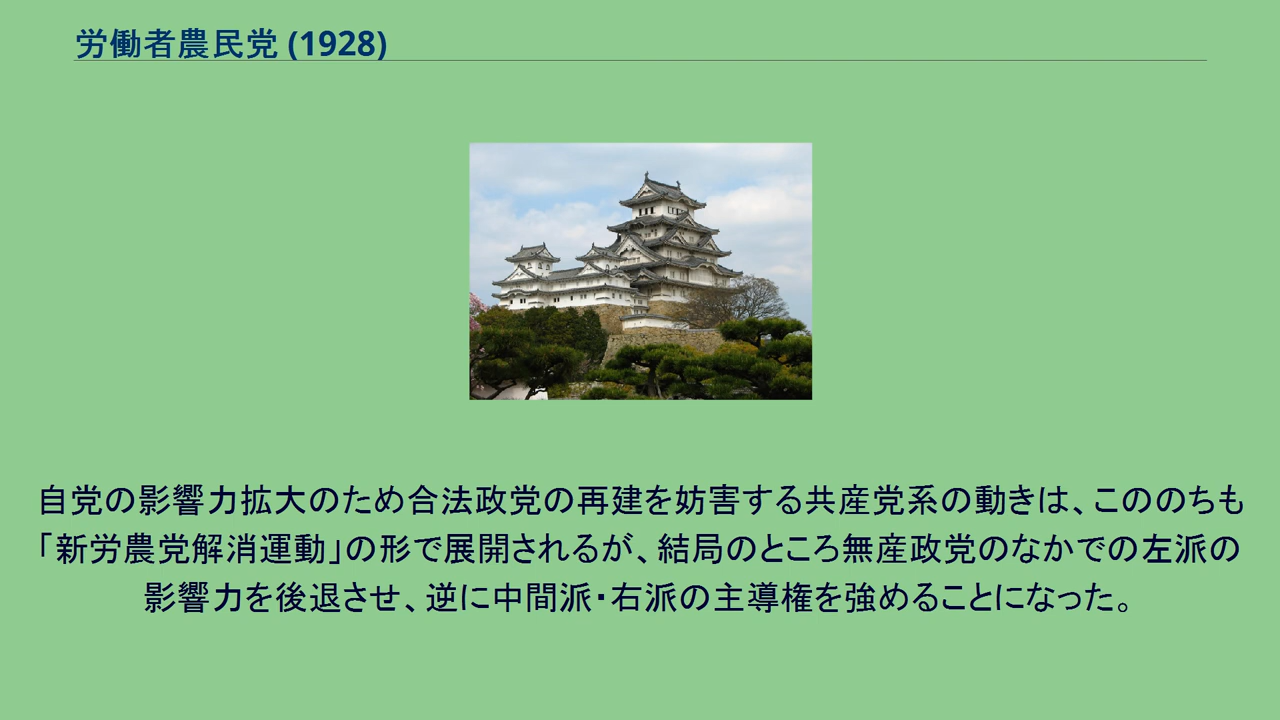 労働者農民党 (1928)
自党の影響力拡大のため合法政党の再建を妨害する共産党系の動きは、こののちも
「新労農党解消運動」の形で展開されるが、結局のところ無産政党のなかでの左派の
影響力を後退させ、逆に中間派・右派の主導権を強めることになった。